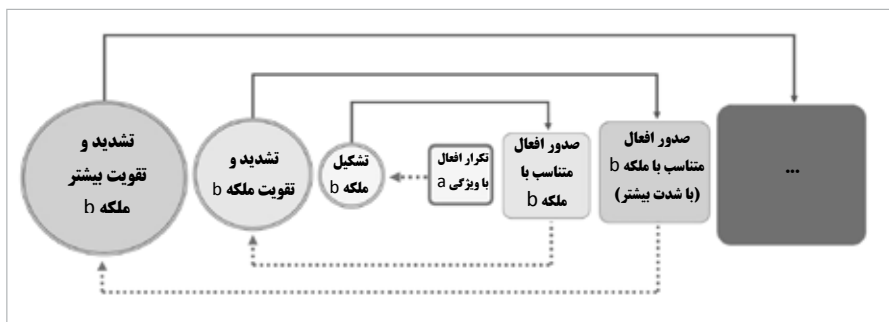 تشدید و
تقویت بیشتر
ملکه b
تشدید و
تقویت ملکه b
تشکیل
ملکه b
تکرار افعال
با ویژگی a
صدور افعال
متناسب با
ملکه b
صدور افعال
متناسب با ملکه b
(با شدت بیشتر)
...